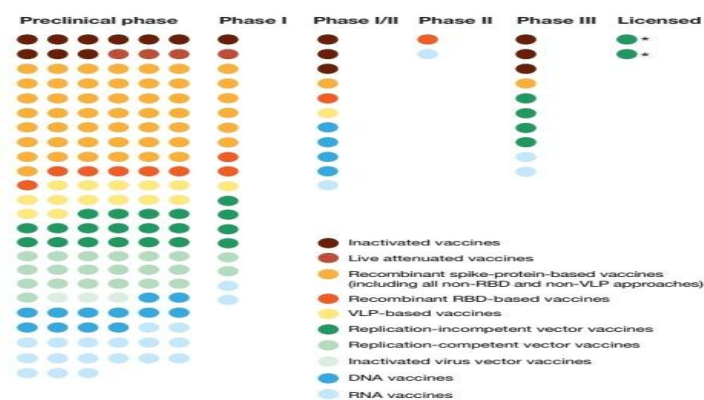 Preclinical phase Phase I Phase I/II Phase II Phase III Licensed
*
*
Inactivated vaccines
Live attenuated vaccines
Recombinant spike-protein-based vaccines
(including all non-RBD and non-VLP approaches)
Recombinant RBD-based vaccines
VLP-based vaccines
Replication-incompetent vector vaccines
Replication-competent vector vaccines
Inactivated virus vector vaccines
DNA vaccines
RNA vaccines